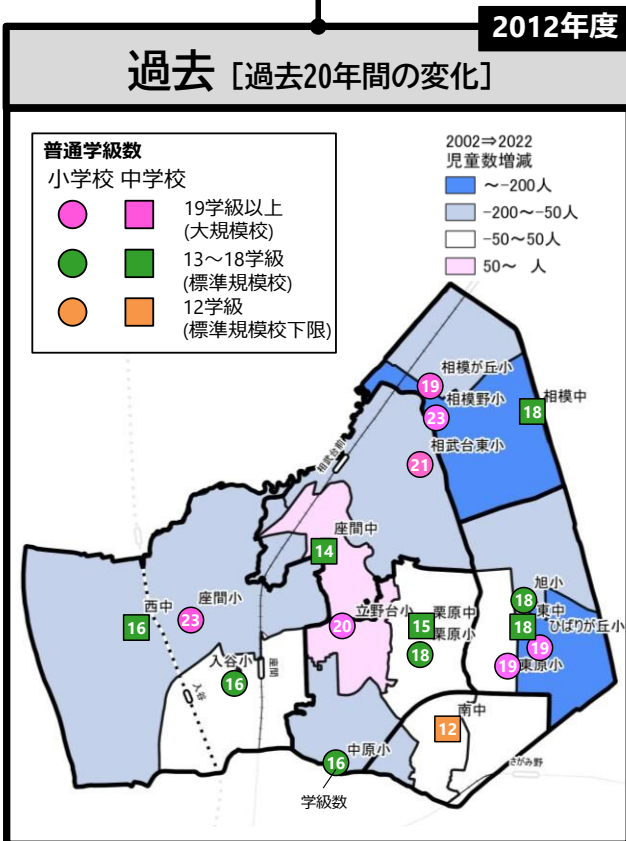 2012年度
過去 [過去20年間の変化]
普通学級数
小学校 中学校
19学級以上
(大規模校)
13～18学級
(標準規模校)
12学級
(標準規模校下限)
2002⇒2022
児童数増減
～-200人
-200～-50人
-50～50人
50～ 人
相模が丘小
19
相模野小
23
相模中
18
相武台東小
21
相武台前
座間中
14
西中
16
座間小
23
立野台小
20
栗原中
15
栗原小
18
旭小
18
東中
18
ひばりが丘小
19
東原小
19
入谷小
16
入谷
座間
南中
12
中原小
16
学級数
さがみ野